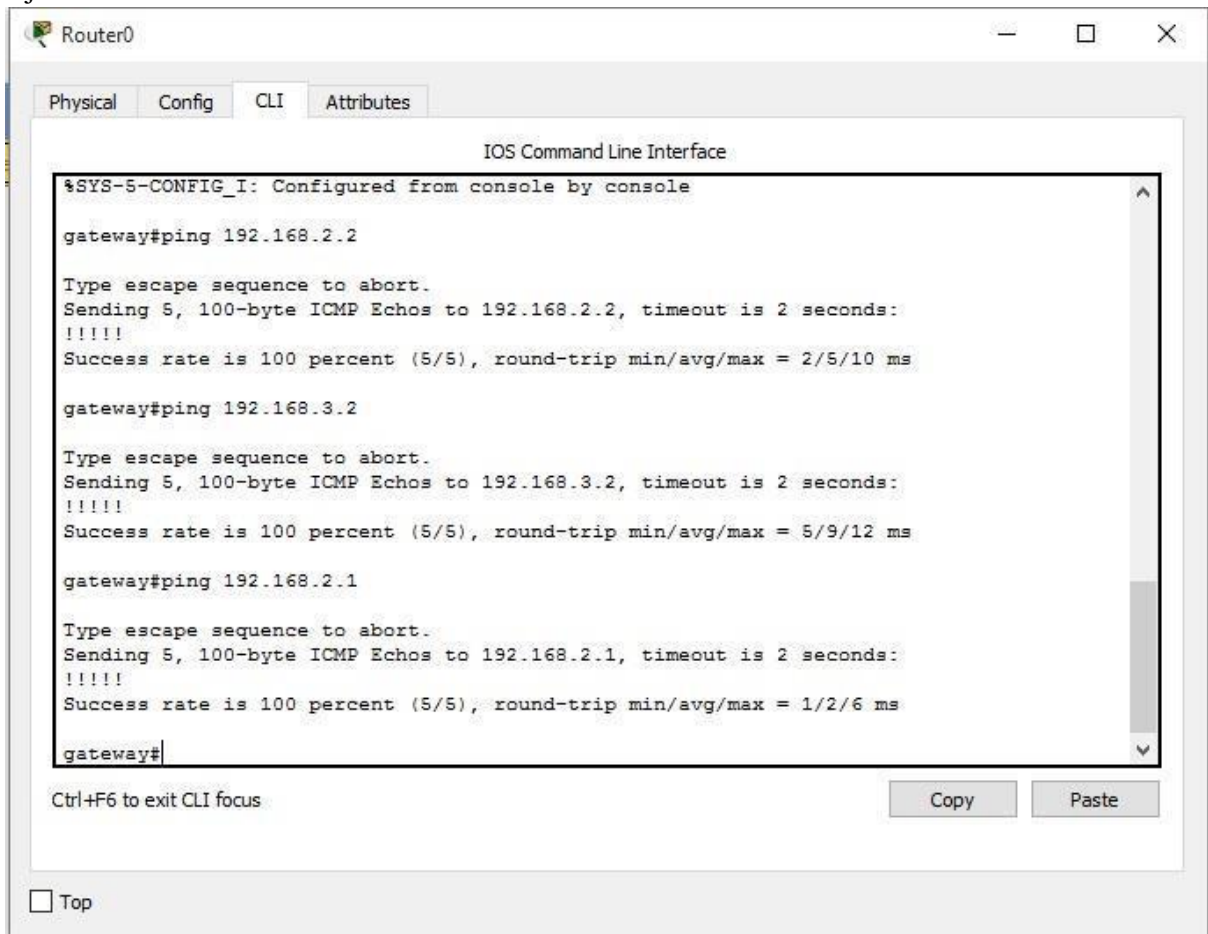 Router0
Physical Config CLI Attributes
IOS Command Line Interface
%SYS-5-CONFIG_I: Configured from console by console
gateway#ping 192.168.2.2
Type escape sequence to abort.
Sending 5, 100-byte ICMP Echos to 192.168.2.2, timeout is 2 seconds:
!!!!!
Success rate is 100 percent (5/5), round-trip min/avg/max = 2/5/10 ms
gateway#ping 192.168.3.2
Type escape sequence to abort.
Sending 5, 100-byte ICMP Echos to 192.168.3.2, timeout is 2 seconds:
!!!!!
Success rate is 100 percent (5/5), round-trip min/avg/max = 5/9/12 ms
gateway#ping 192.168.2.1
Type escape sequence to abort.
Sending 5, 100-byte ICMP Echos to 192.168.2.1, timeout is 2 seconds:
!!!!!
Success rate is 100 percent (5/5), round-trip min/avg/max = 1/2/6 ms
gateway#
Ctrl+F6 to exit CLI focus
Copy Paste
Top